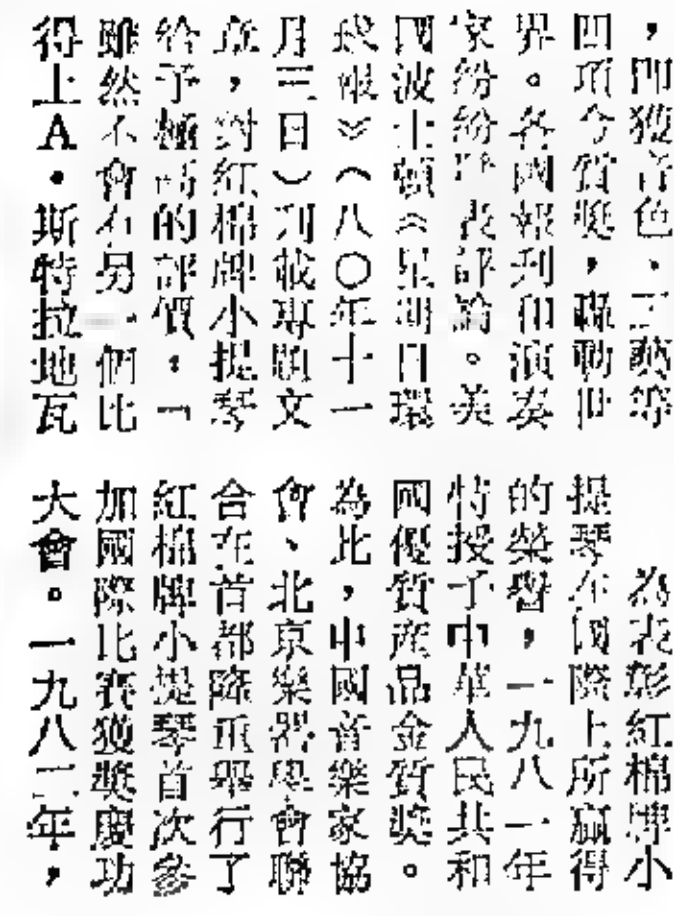 ，即獲音色、工藝等
四項今質獎，轟動世
界。各國報刋和演奏
家紛紛發表評論。美
國波士頓《星期日環
球報》（八〇年十一
月三日）刋載專題文
章，對紅棉牌小提琴
給予極高的評價：「
雖然不會有另一個比
得上A·斯特拉地瓦
為表彰紅棉牌小
提琴在國際上所贏得
的榮譽，一九八一年
特授予中華人民共和
國優質產品金質獎。
為此，中國音樂家協
會、北京樂器學會聯
合在首都隆重舉行了
紅棉牌小提琴首次參
加國際比賽獲獎慶功
大會。一九八二年，